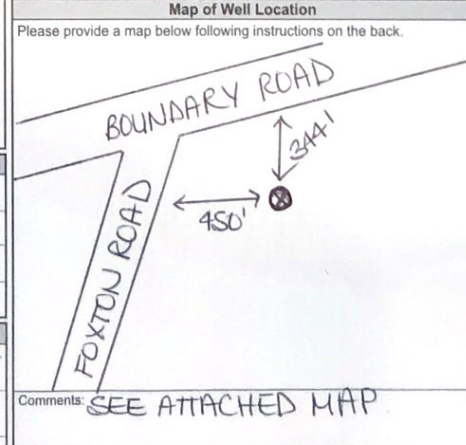 Map of Well Location
Please provide a map below following instructions on the back.
BOUNDARY ROAD
344'
450'
FOXTON ROAD
Comments: SEE ATTACHED MAP